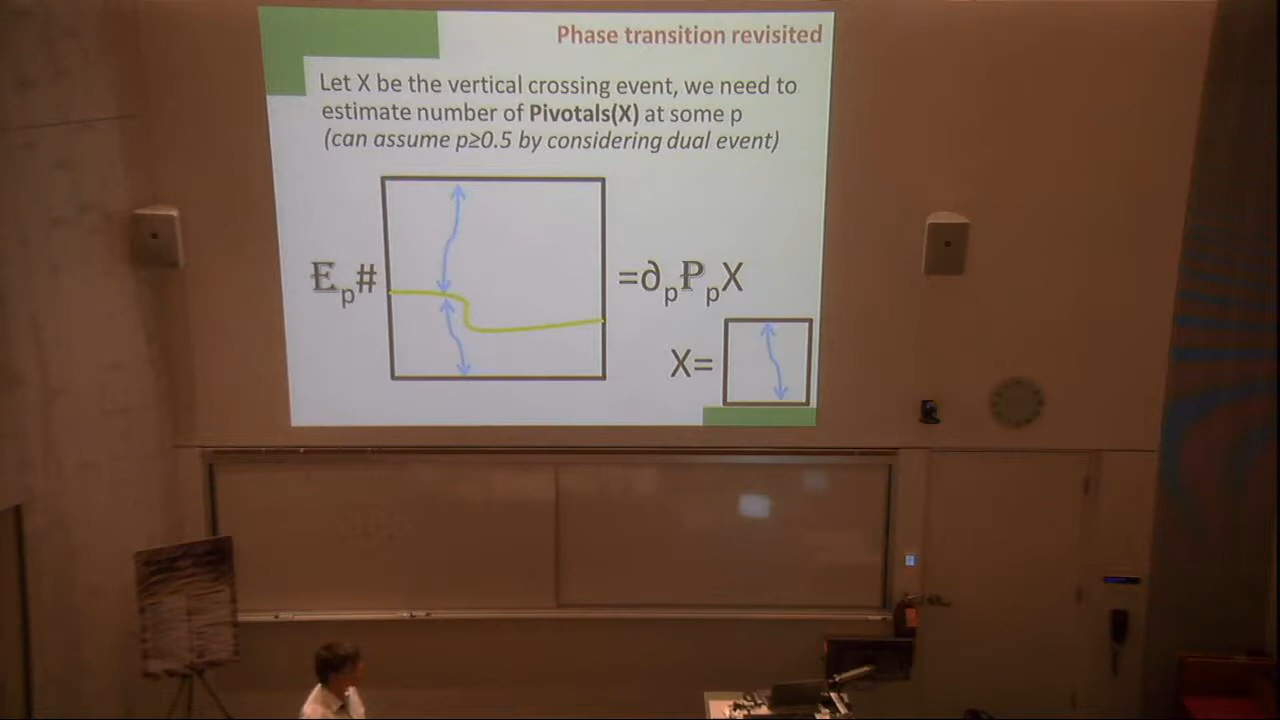 Phase transition revisited
Let X be the vertical crossing event, we need to
estimate number of Pivotals(X) at some p
(can assume p≥0.5 by considering dual event)
𝔼ₚ# =∂ₚℙₚX
X=